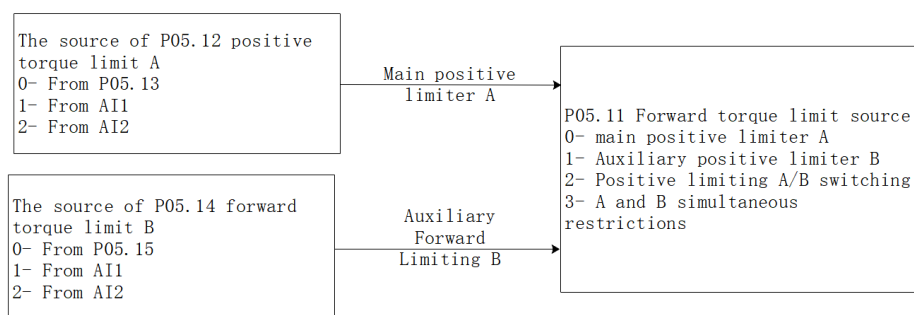 The source of P05.12 positive
torque limit A
0- From P05.13
1- From AI1
2- From AI2
Main positive
limiter A
The source of P05.14 forward
torque limit B
0- From P05.15
1- From AI1
2- From AI2
Auxiliary
Forward
Limiting B
P05.11 Forward torque limit source
0- main positive limiter A
1- Auxiliary positive limiter B
2- Positive limiting A/B switching
3- A and B simultaneous
restrictions